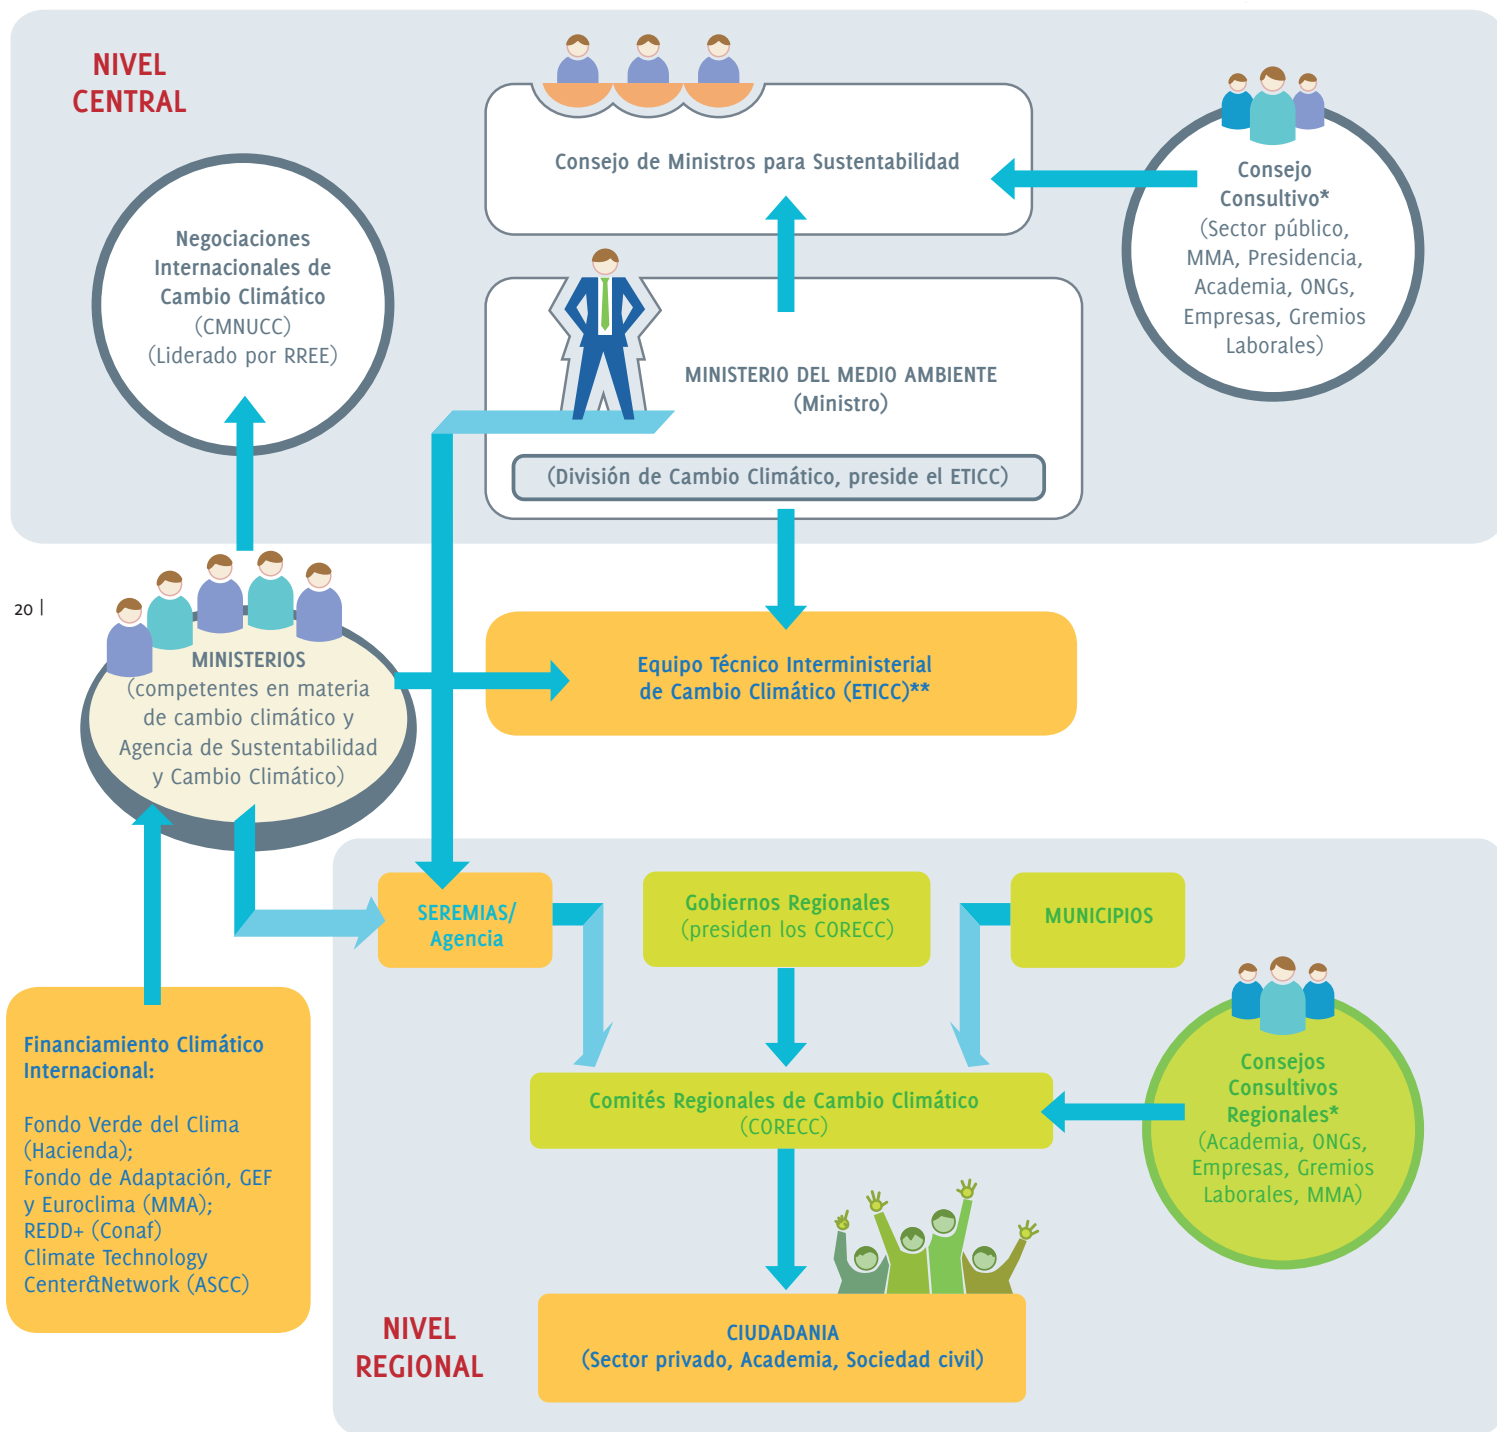 NIVEL
CENTRAL
Consejo de Ministros para Sustentabilidad
Consejo
Consultivo*
(Sector público,
MMA, Presidencia,
Academia, ONGs,
Empresas, Gremios
Laborales)
Negociaciones
Internacionales de
Cambio Climático
(CMNUCC)
(Liderado por RREE)
MINISTERIO DEL MEDIO AMBIENTE
(Ministro)
(División de Cambio Climático, preside el ETICC)
20 |
MINISTERIOS
(competentes en materia
de cambio climático y
Agencia de Sustentabilidad
y Cambio Climático)
Equipo Técnico Interministerial
de Cambio Climático (ETICC)**
SEREMIAS/
Agencia
Gobiernos Regionales
(presiden los CORECC)
MUNICIPIOS
Financiamiento Climático
Internacional:
Fondo Verde del Clima
(Hacienda);
Fondo de Adaptación, GEF
y Euroclima (MMA);
REDD+ (Conaf)
Climate Technology
Center&Network (ASCC)
Comités Regionales de Cambio Climático
(CORECC)
Consejos
Consultivos
Regionales*
(Academia, ONGs,
Empresas, Gremios
Laborales, MMA)
NIVEL
REGIONAL
CIUDADANIA
(Sector privado, Academia, Sociedad civil)